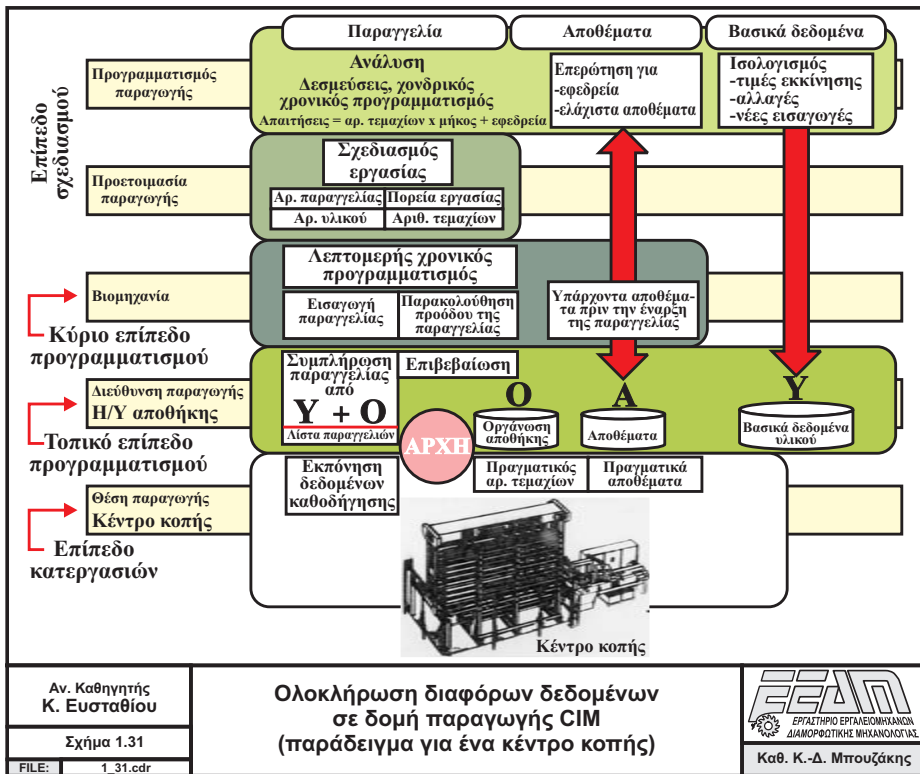 Παραγγελία
Αποθέματα
Βασικά δεδομένα
Επίπεδο
σχεδιασμού
Προγραμματισμός
παραγωγής
Ανάλυση
Δεσμεύσεις, χονδρικός
χρονικός προγραμματισμός
Απαιτήσεις = αρ. τεμαχίων x μήκος + εφεδρεία
Επερώτηση για
-εφεδρεία
-ελάχιστα αποθέματα
Ισολογισμός
-τιμές εκκίνησης
-αλλαγές
-νέες εισαγωγές
Προετοιμασία
παραγωγής
Σχεδιασμός
εργασίας
Αρ. παραγγελίας
Πορεία εργασίας
Αρ. υλικού
Αριθ. τεμαχίων
Βιομηχανία
Κύριο επίπεδο
προγραμματισμού
Λεπτομερής χρονικός
προγραμματισμός
Εισαγωγή
παραγγελίας
Παρακολούθηση
προόδου της
παραγγελίας
Υπάρχοντα αποθέμα-
τα πριν την έναρξη
της παραγγελίας
Διεύθυνση παραγωγής
Η/Υ αποθήκης
Τοπικό επίπεδο
προγραμματισμού
Συμπλήρωση
παραγγελίας
από
Υ + Ο
Λίστα παραγγελιών
Επιβεβαίωση
ΑΡΧΗ
Ο
Οργάνωση
αποθήκης
Α
Αποθέματα
Υ
Βασικά δεδομένα
υλικού
Θέση παραγωγής
Κέντρο κοπής
Επίπεδο
κατεργασιών
Εκπόνηση
δεδομένων
καθοδήγησης
Πραγματικός
αρ. τεμαχίων
Πραγματικά
αποθέματα
Κέντρο κοπής
Αν. Καθηγητής
Κ. Ευσταθίου
Σχήμα 1.31
FILE: 1_31.cdr
Ολοκλήρωση διαφόρων δεδομένων
σε δομή παραγωγής CIM
(παράδειγμα για ένα κέντρο κοπής)
ΕΕΔΜ
ΕΡΓΑΣΤΗΡΙΟ ΕΡΓΑΛΕΙΟΜΗΧΑΝΩΝ
ΔΙΑΜΟΡΦΩΤΙΚΗΣ ΜΗΧΑΝΟΛΟΓΙΑΣ
Καθ. Κ.-Δ. Μπουζάκης